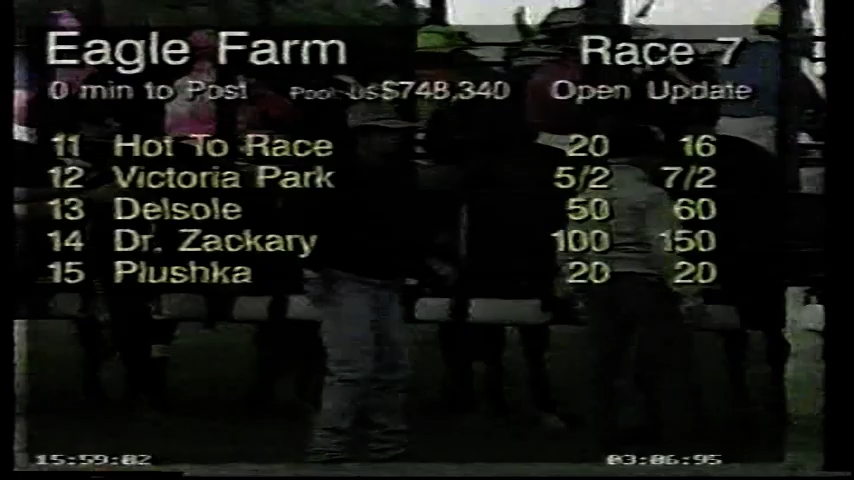 Eagle Farm Race 7
0 min to Post Pool US$748,340 Open Update
11 Hot To Race 20 16
12 Victoria Park 5/2 7/2
13 Delsole 50 60
14 Dr. Zackary 100 150
15 Plushka 20 20
15:59:02 03:06:95